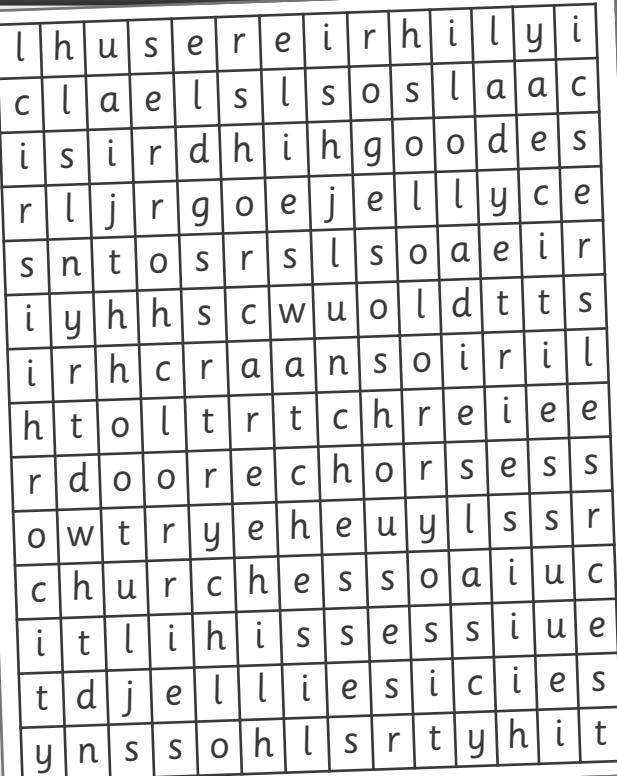 l h u s e r e i r h i l y i
c l a e l s l s o s l a a c
i s i r d h i h g o o d e s
r l j r g o e j e l l y c e
s n t o s r s l s o a e i r
i y h h s c w u o l d t t s
i r h c r a a n s o i r i l
h t o l t r t c h r e i e e
r d o o r e c h o r s e s s
o w t r y e h e u y l s s r
c h u r c h e s s o a i u c
i t l i h i s s e s s i u e
t d j e l l i e s i c i e s
y n s s o h l s r t y h i t